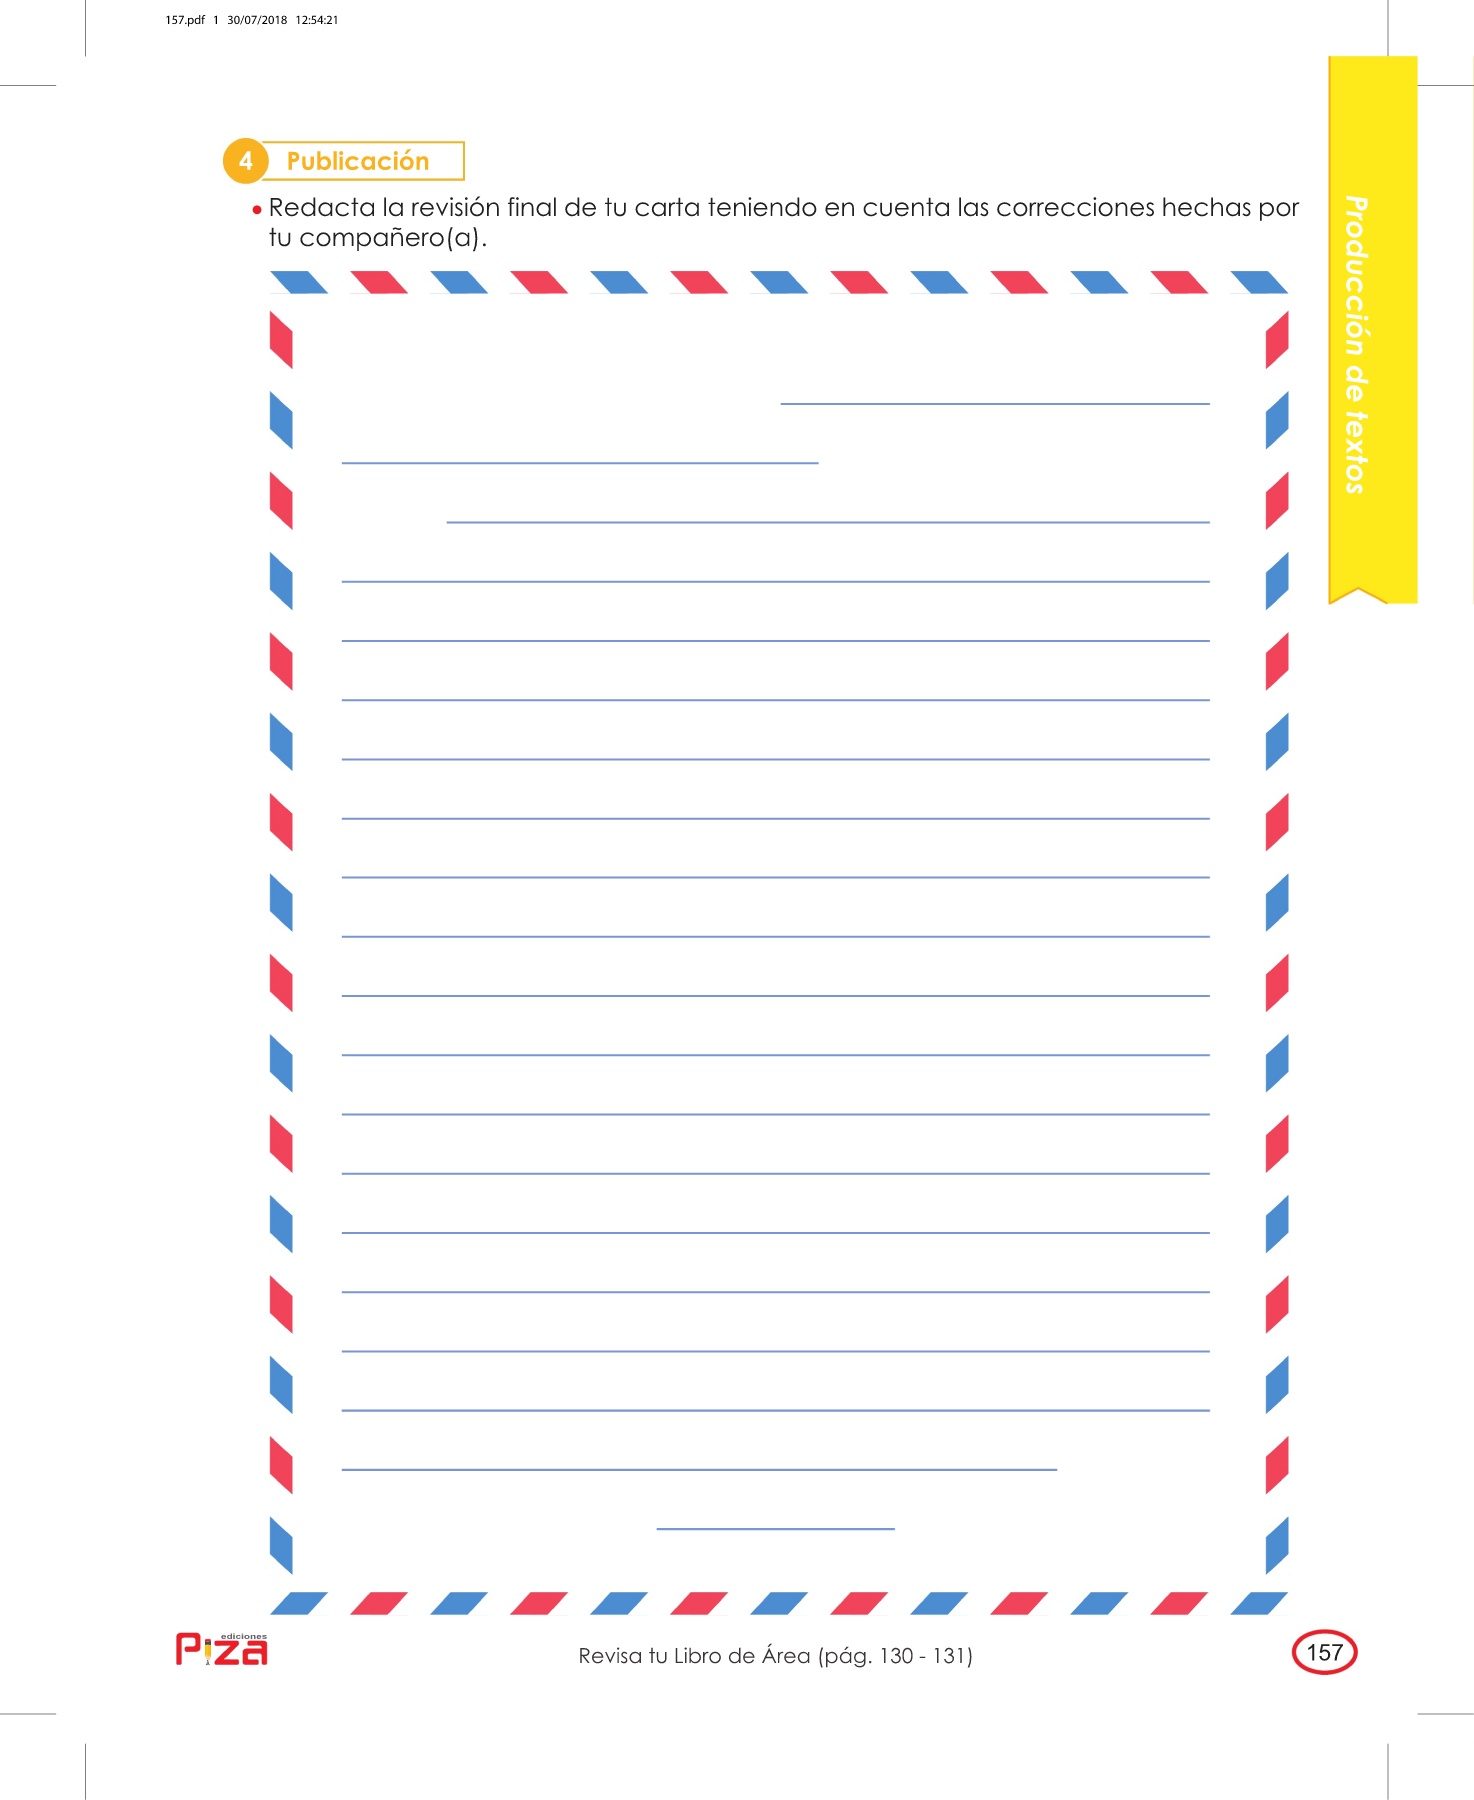 157.pdf 1 30/07/2018 12:54:21
4 Publicación
• Redacta la revisión final de tu carta teniendo en cuenta las correcciones hechas por
tu compañero(a).
Producción de textos
ediciones
Piza
Revisa tu Libro de Área (pág. 130 - 131)
157